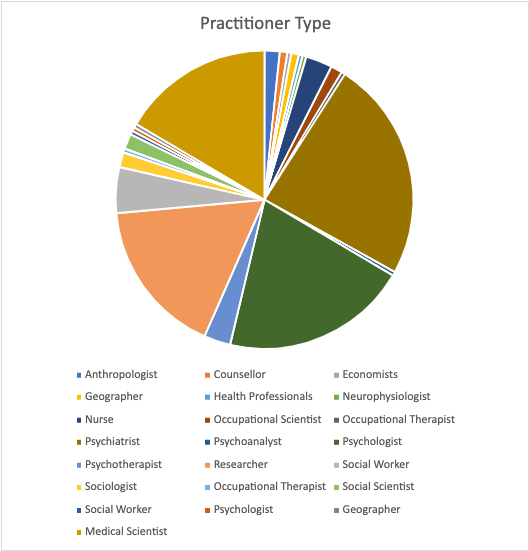 Practitioner Type
Anthropologist Counsellor Economists
Geographer Health Professionals Neurophysiologist
Nurse Occupational Scientist Occupational Therapist
Psychiatrist Psychoanalyst Psychologist
Psychotherapist Researcher Social Worker
Sociologist Occupational Therapist Social Scientist
Social Worker Psychologist Geographer
Medical Scientist